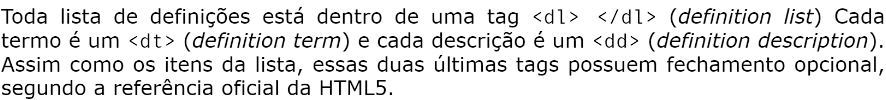 Toda lista de definições está dentro de uma tag <dl> </dl> (definition list) Cada
termo é um <dt> (definition term) e cada descrição é um <dd> (definition description).
Assim como os itens da lista, essas duas últimas tags possuem fechamento opcional,
segundo a referência oficial da HTML5.